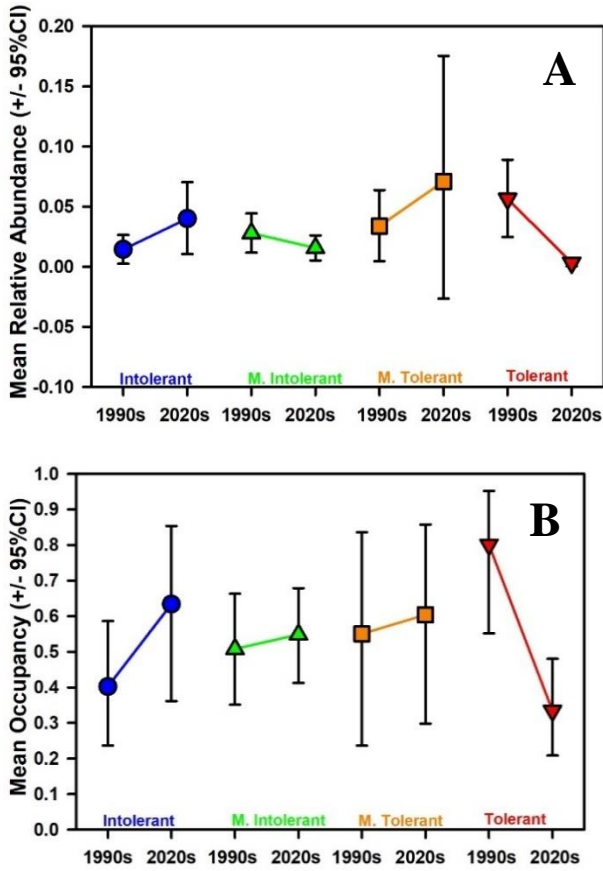 Mean Relative Abundance (+/- 95%CI)
0.20
0.15
0.10
0.05
0.00
-0.05
-0.10
A
Intolerant M. Intolerant M. Tolerant Tolerant
1990s 2020s 1990s 2020s 1990s 2020s 1990s 2020s
Mean Occupancy (+/- 95%CI)
1.0
0.9
0.8
0.7
0.6
0.5
0.4
0.3
0.2
0.1
0.0
B
Intolerant M. Intolerant M. Tolerant Tolerant
1990s 2020s 1990s 2020s 1990s 2020s 1990s 2020s